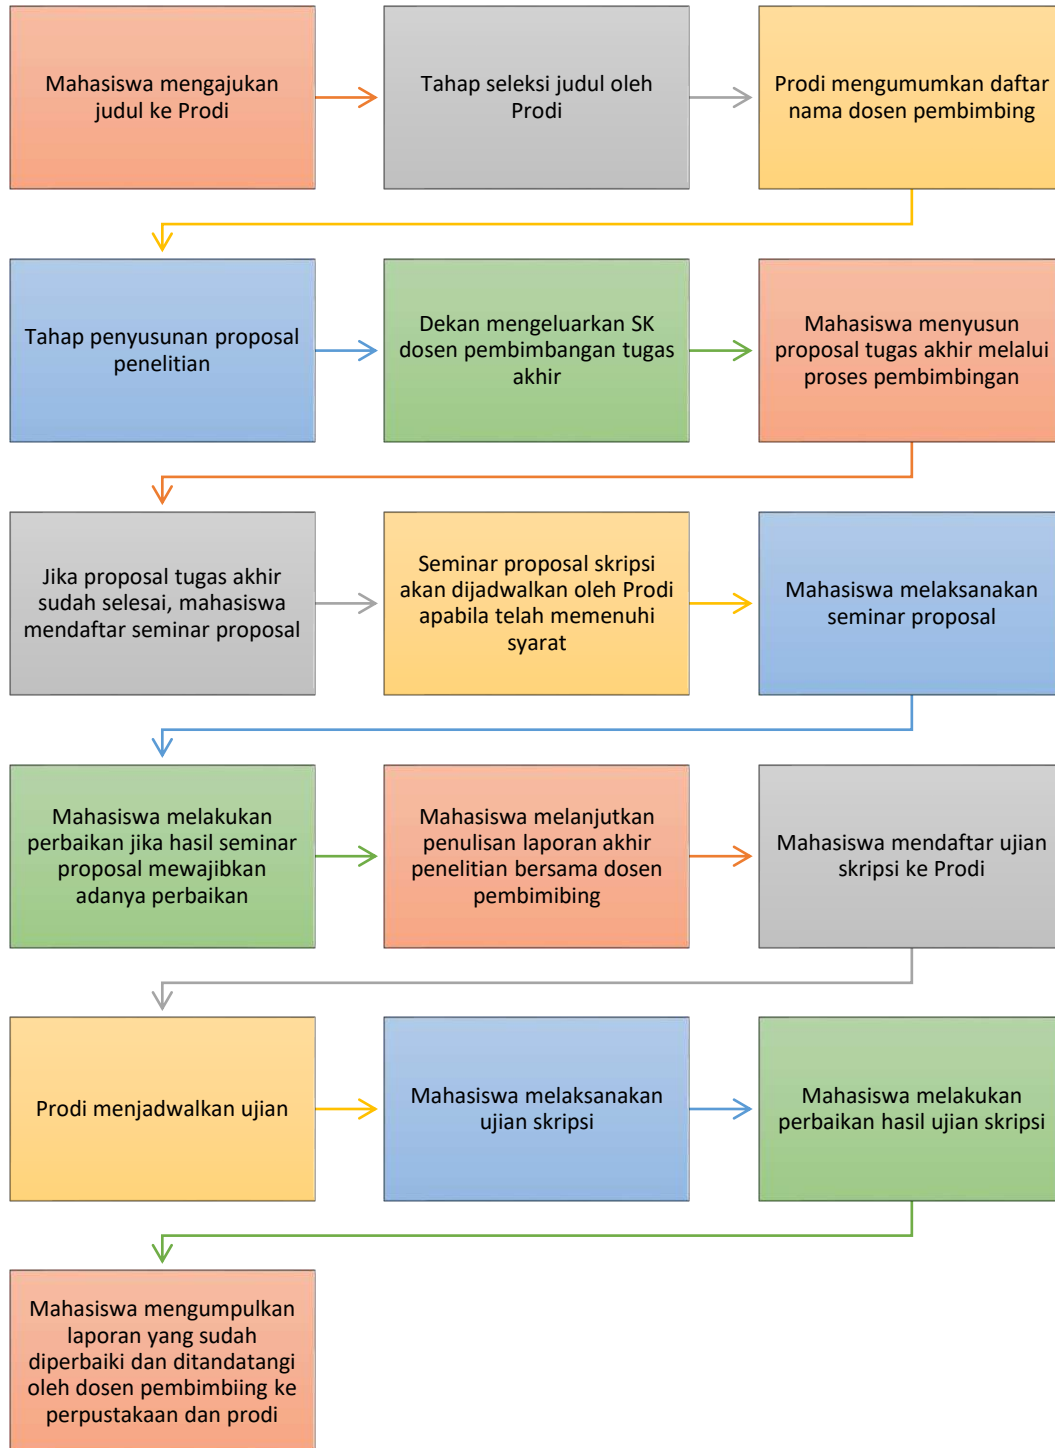 Mahasiswa mengajukan
judul ke Prodi
Tahap seleksi judul oleh
Prodi
Prodi mengumumkan daftar
nama dosen pembimbing
Tahap penyusunan proposal
penelitian
Dekan mengeluarkan SK
dosen pembimbangan tugas
akhir
Mahasiswa menyusun
proposal tugas akhir melalui
proses pembimbingan
Jika proposal tugas akhir
sudah selesai, mahasiswa
mendaftar seminar proposal
Seminar proposal skripsi
akan dijadwalkan oleh Prodi
apabila telah memenuhi
syarat
Mahasiswa melaksanakan
seminar proposal
Mahasiswa melakukan
perbaikan jika hasil seminar
proposal mewajibkan
adanya perbaikan
Mahasiswa melanjutkan
penulisan laporan akhir
penelitian bersama dosen
pembimibing
Mahasiswa mendaftar ujian
skripsi ke Prodi
Prodi menjadwalkan ujian
Mahasiswa melaksanakan
ujian skripsi
Mahasiswa melakukan
perbaikan hasil ujian skripsi
Mahasiswa mengumpulkan
laporan yang sudah
diperbaiki dan ditandatangi
oleh dosen pembimbiing ke
perpustakaan dan prodi